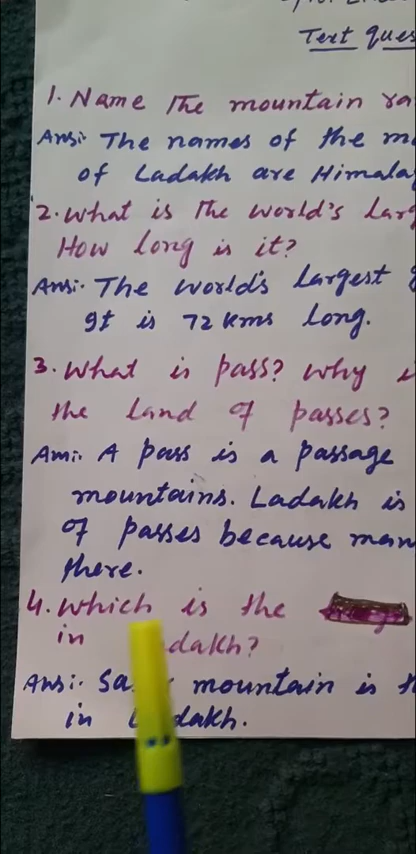 Text Ques
1. Name The mountain ra
Ans:. The names of the m
of Ladakh are Himala
2. What is The world's Lar
How long is it?
Ans:. The world's largest
It is 72 kms long.
3. What is pass? why i
the land of passes?
Ans:. A pass is a passage
mountains. Ladakh is
of passes because man
there.
4. Which is the
in dakh?
Ans:. Sa mountain is t
in dakh.